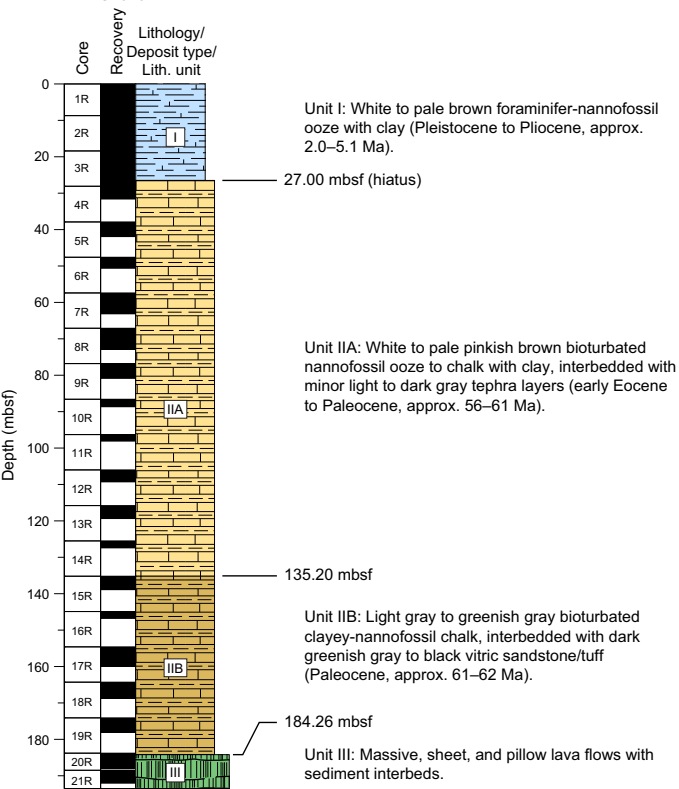 Core
Recovery
Lithology/
Deposit type/
Lith. unit
Depth (mbsf)
0
20
40
60
80
100
120
140
160
180
1R
2R
3R
4R
5R
6R
7R
8R
9R
10R
11R
12R
13R
14R
15R
16R
17R
18R
19R
20R
21R
I
IIA
IIB
III
Unit I: White to pale brown foraminifer-nannofossil
ooze with clay (Pleistocene to Pliocene, approx.
2.0–5.1 Ma).
27.00 mbsf (hiatus)
Unit IIA: White to pale pinkish brown bioturbated
nannofossil ooze to chalk with clay, interbedded with
minor light to dark gray tephra layers (early Eocene
to Paleocene, approx. 56–61 Ma).
135.20 mbsf
Unit IIB: Light gray to greenish gray bioturbated
clayey-nannofossil chalk, interbedded with dark
greenish gray to black vitric sandstone/tuff
(Paleocene, approx. 61–62 Ma).
184.26 mbsf
Unit III: Massive, sheet, and pillow lava flows with
sediment interbeds.